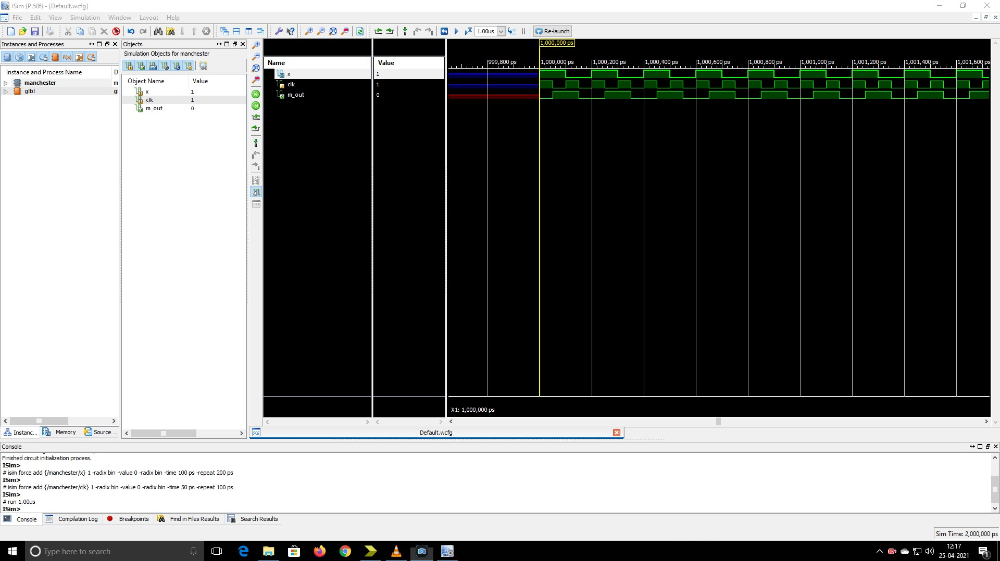 ISim (P.58f) - [Default.wcfg]
File Edit View Simulation Window Layout Help
1.00us Re-launch
Instances and Processes
Instance and Process Name D
manchester m
glbl gl
Instanc... Memory Source ...
Objects
Simulation Objects for manchester
Object Name Value
x 1
clk 1
m_out 0
Name Value
x 1
clk 1
m_out 0
1,000,000 ps
999,800 ps 1,000,000 ps 1,000,200 ps 1,000,400 ps 1,000,600 ps 1,000,800 ps 1,001,000 ps 1,001,200 ps 1,001,400 ps 1,001,600 ps
X1: 1,000,000 ps
Default.wcfg
Console
Finished circuit initialization process.
ISim>
# isim force add {/manchester/x} 1 -radix bin -value 0 -radix bin -time 100 ps -repeat 200 ps
ISim>
# isim force add {/manchester/clk} 1 -radix bin -value 0 -radix bin -time 50 ps -repeat 100 ps
ISim>
# run 1.00us
ISim>
Console Compilation Log Breakpoints Find in Files Results Search Results
Sim Time: 2,000,000 ps
Type here to search
12:17
25-04-2021
1